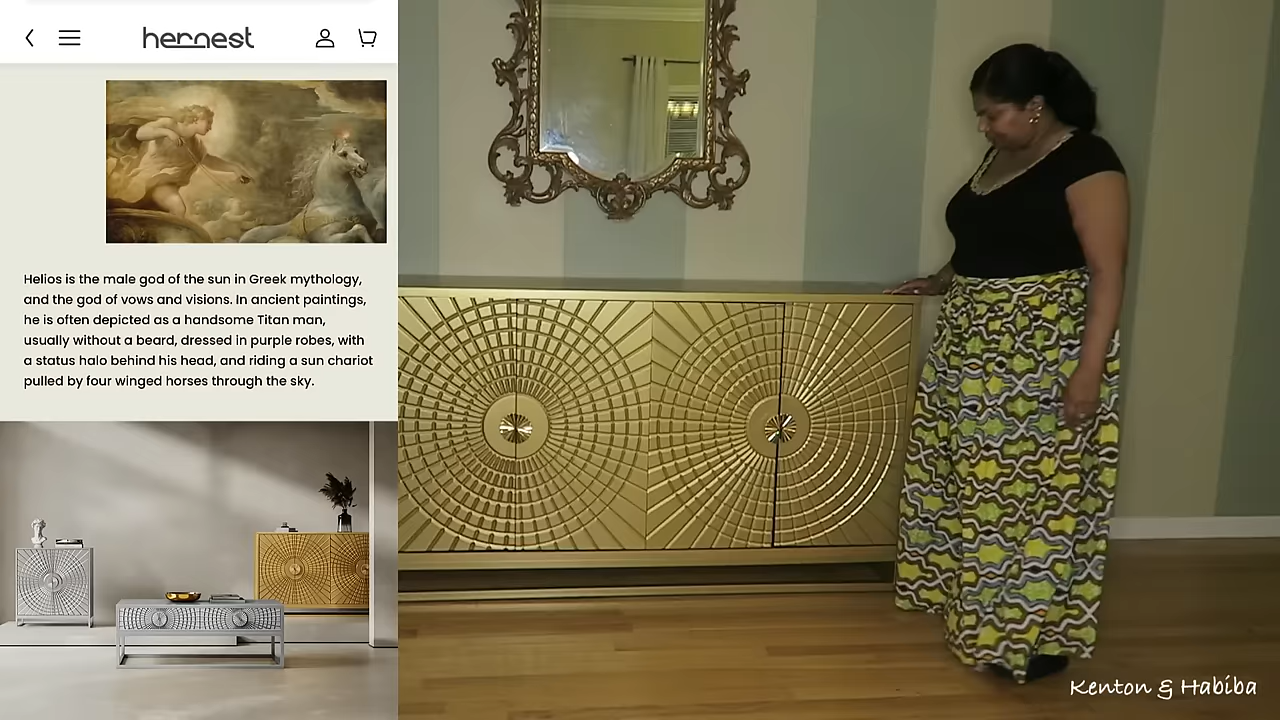 hernest
Helios is the male god of the sun in Greek mythology,
and the god of vows and visions. In ancient paintings,
he is often depicted as a handsome Titan man,
usually without a beard, dressed in purple robes, with
a status halo behind his head, and riding a sun chariot
pulled by four winged horses through the sky.
Kenton & Habiba